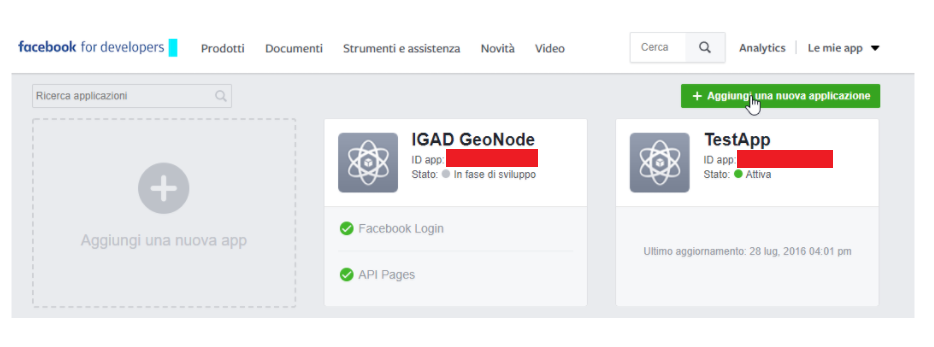 facebook for developers Prodotti Documenti Strumenti e assistenza Novità Video Cerca Analytics Le mie app
Ricerca applicazioni
+ Aggiungi una nuova applicazione
Aggiungi una nuova app
IGAD GeoNode
ID app:
Stato: In fase di sviluppo
Facebook Login
API Pages
TestApp
ID app:
Stato: Attiva
Ultimo aggiornamento: 28 lug, 2016 04:01 pm